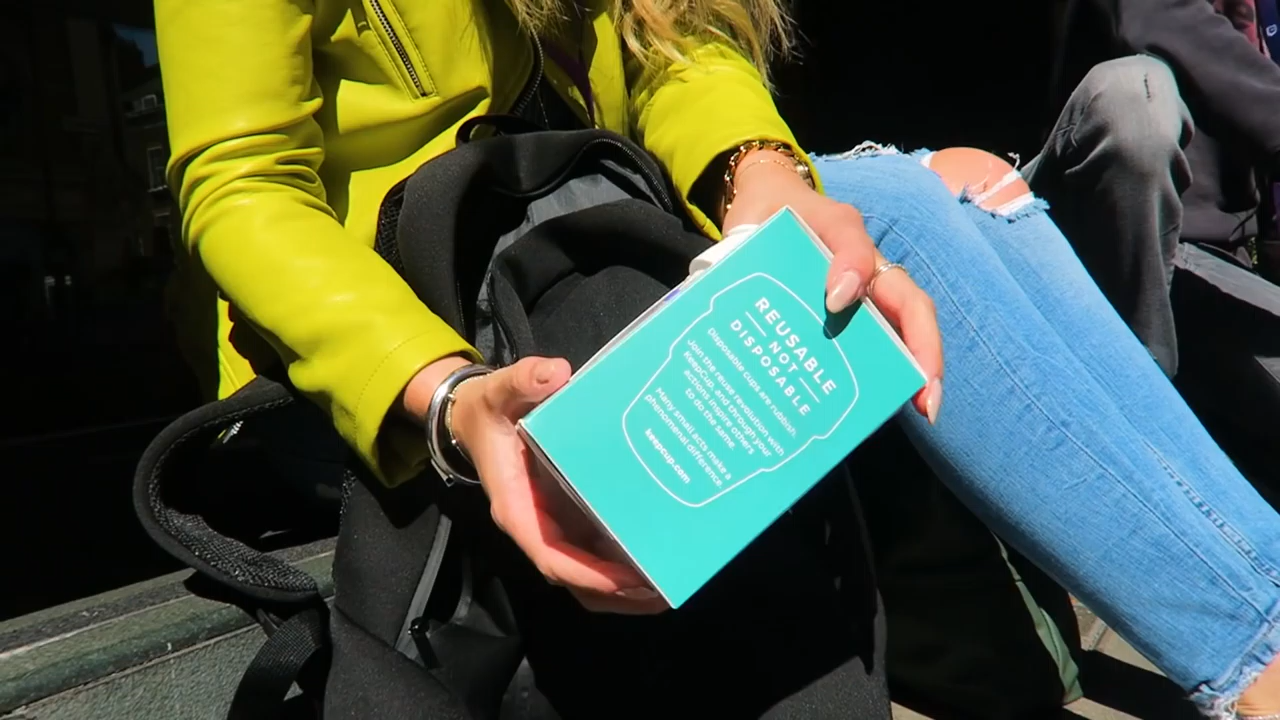 REUSABLE
NOT
DISPOSABLE
Disposable cups are rubbish.
Join the reuse revolution with
KeepCup and through your
actions inspire others
to do the same.
Many small acts make a
phenomenal difference.
keepcup.com